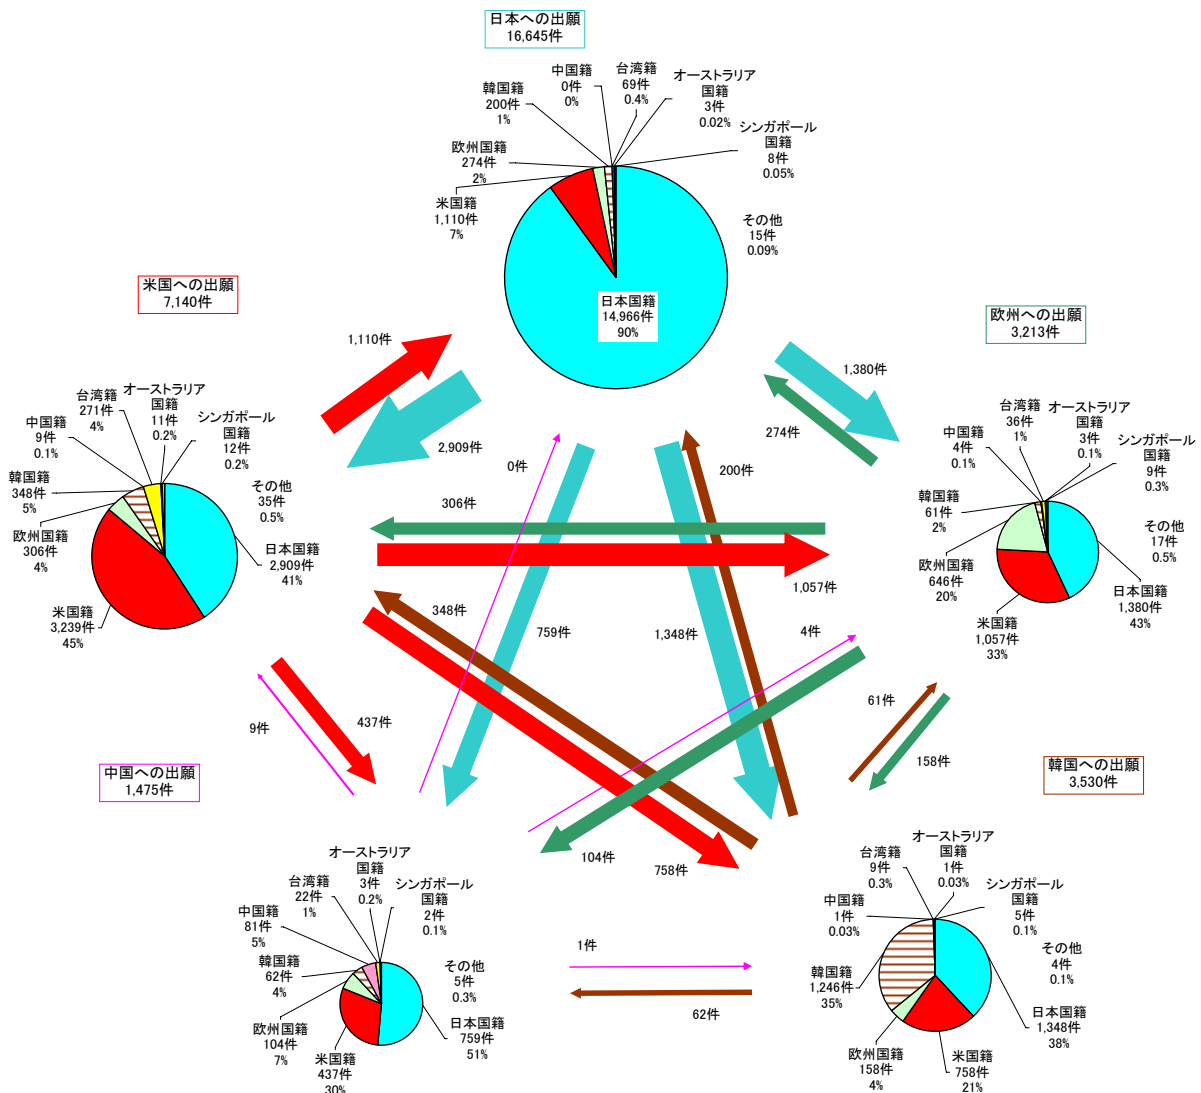 日本への出願
16,645件
中国籍
0件
0%
台湾籍
69件
0.4%
オーストラリア
国籍
3件
0.02%
韓国籍
200件
1%
シンガポール
国籍
8件
0.05%
欧州国籍
274件
2%
米国籍
1,110件
7%
その他
15件
0.09%
日本国籍
14,966件
90%
米国への出願
7,140件
欧州への出願
3,213件
1,110件
1,380件
2,909件
274件
0件
200件
306件
1,057件
348件
759件
1,348件
4件
437件
9件
61件
158件
104件
758件
1件
62件
オーストラリア
国籍
11件
0.2%
台湾籍
271件
4%
シンガポール
国籍
12件
0.2%
中国籍
9件
0.1%
韓国籍
348件
5%
その他
35件
0.5%
欧州国籍
306件
4%
日本国籍
2,909件
41%
米国籍
3,239件
45%
台湾籍
36件
1%
オーストラリア
国籍
3件
0.1%
シンガポール
国籍
9件
0.3%
中国籍
4件
0.1%
韓国籍
61件
2%
その他
17件
0.5%
欧州国籍
646件
20%
日本国籍
1,380件
43%
米国籍
1,057件
33%
中国への出願
1,475件
韓国への出願
3,530件
オーストラリア
国籍
3件
0.2%
台湾籍
22件
1%
シンガポール
国籍
2件
0.1%
中国籍
81件
5%
韓国籍
62件
4%
その他
5件
0.3%
欧州国籍
104件
7%
日本国籍
759件
51%
米国籍
437件
30%
オーストラリア
国籍
1件
0.03%
台湾籍
9件
0.3%
シンガポール
国籍
5件
0.1%
中国籍
1件
0.03%
その他
4件
0.1%
韓国籍
1,246件
35%
日本国籍
1,348件
38%
欧州国籍
158件
4%
米国籍
758件
21%